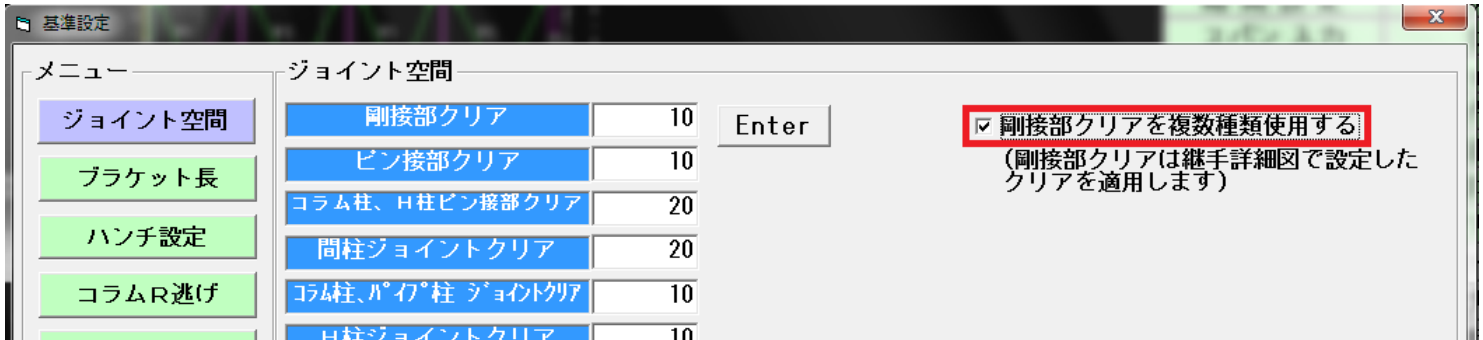 基準設定
メニュー
ジョイント空間
ブラケット長
ハンチ設定
コラムR逃げ
ジョイント空間
剛接部クリア 10
ピン接部クリア 10
コラム柱、H柱ピン接部クリア 20
間柱ジョイントクリア 20
コラム柱、パイプ柱 ジョイントクリア 10
H柱ジョイントクリア 10
Enter
剛接部クリアを複数種類使用する
(剛接部クリアは継手詳細図で設定した
クリアを適用します)